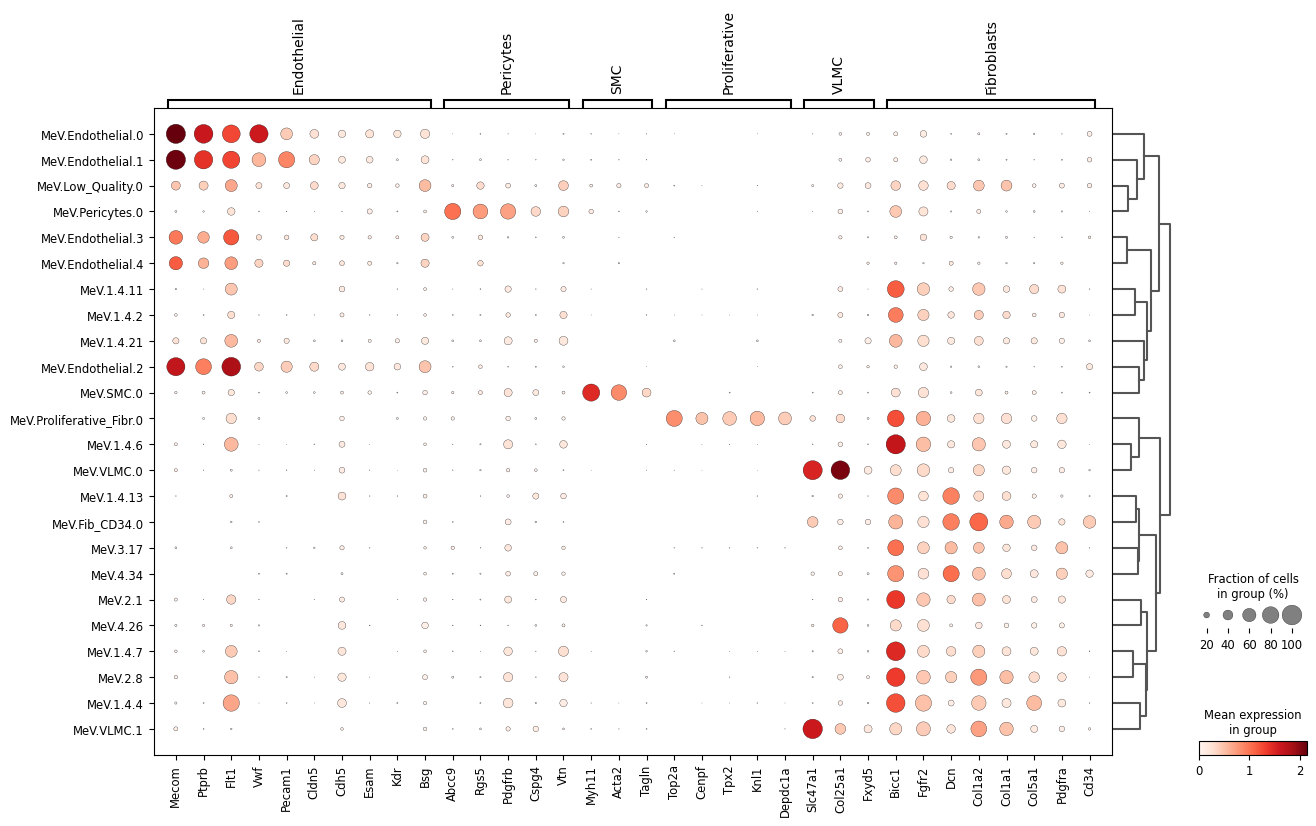 Endothelial
Pericytes
SMC
Proliferative
VLMC
Fibroblasts
MeV.Endothelial.0
MeV.Endothelial.1
MeV.Low_Quality.0
MeV.Pericytes.0
MeV.Endothelial.3
MeV.Endothelial.4
MeV.1.4.11
MeV.1.4.2
MeV.1.4.21
MeV.Endothelial.2
MeV.SMC.0
MeV.Proliferative_Fibr.0
MeV.1.4.6
MeV.VLMC.0
MeV.1.4.13
MeV.Fib_CD34.0
MeV.3.17
MeV.4.34
MeV.2.1
MeV.4.26
MeV.1.4.7
MeV.2.8
MeV.1.4.4
MeV.VLMC.1
Mecom
Ptprb
Flt1
Vwf
Pecam1
Cldn5
Cdh5
Esam
Kdr
Bsg
Abcc9
Rgs5
Pdgfrb
Cspg4
Vtn
Myh11
Acta2
Tagln
Top2a
Cenpf
Tpx2
Knl1
Depdc1a
Slc47a1
Col25a1
Fxyd5
Bicc1
Fgfr2
Dcn
Col1a2
Col1a1
Col5a1
Pdgfra
Cd34
Fraction of cells
in group (%)
20 40 60 80 100
Mean expression
in group
0 1 2